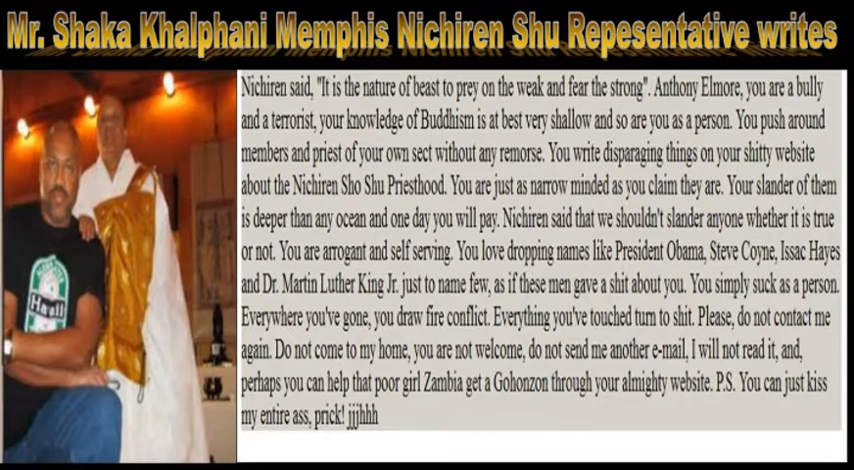 Mr. Shaka Khalphani Memphis Nichiren Shu Repesentative writes
Nichiren said, "It is the nature of beast to prey on the weak and fear the strong". Anthony Elmore, you are a bully
and a terrorist, your knowledge of Buddhism is at best very shallow and so are you as a person. You push around
members and priest of your own sect without any remorse. You write disparaging things on your shitty website
about the Nichiren Sho Shu Priesthood. You are just as narrow minded as you claim they are. Your slander of them
is deeper than any ocean and one day you will pay. Nichiren said that we shouldn't slander anyone whether it is true
or not. You are arrogant and self serving. You love dropping names like President Obama, Steve Coyne, Issac Hayes
and Dr. Martin Luther King Jr. just to name few, as if these men gave a shit about you. You simply suck as a person.
Everywhere you've gone, you draw fire conflict. Everything you've touched turn to shit. Please, do not contact me
again. Do not come to my home, you are not welcome, do not send me another e-mail, I will not read it, and,
perhaps you can help that poor girl Zambia get a Gohonzon through your almighty website. P.S. You can just kiss
my entire ass, prick! jjjhhh